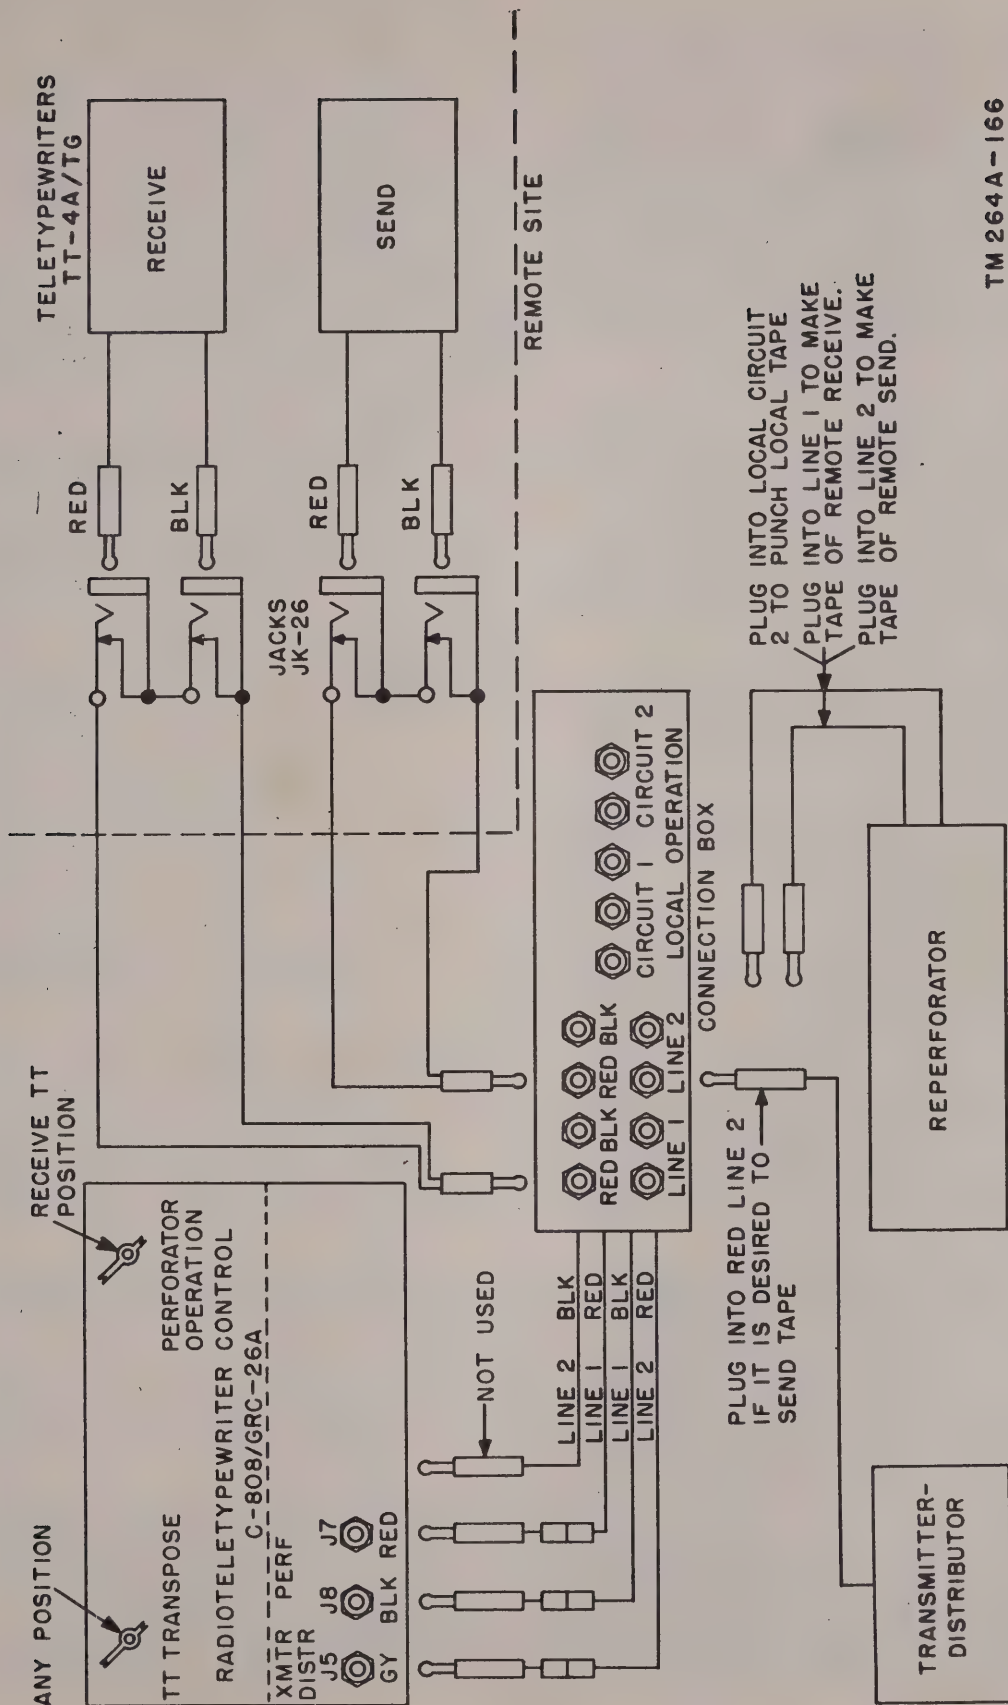 ANY POSITION
RECEIVE TT
POSITION
TT TRANSPOSE
PERFORATOR
OPERATION
RADIOTELETYPEWRITER CONTROL
C-808/GRC-26A
XMTR PERF
DISTR
J5 J8 J7
GY BLK RED
NOT USED
LINE 2 BLK
LINE 1 RED
LINE 1 BLK
LINE 2 RED
TELETYPEWRITERS
TT-4A/TG
RECEIVE
SEND
RED
BLK
RED
BLK
JACKS
JK-26
REMOTE SITE
RED BLK RED BLK
LINE 1 LINE 2
CIRCUIT 1 CIRCUIT 2
LOCAL OPERATION
CONNECTION BOX
PLUG INTO RED LINE 2
IF IT IS DESIRED TO
SEND TAPE
PLUG INTO LOCAL CIRCUIT
2 TO PUNCH LOCAL TAPE
PLUG INTO LINE 1 TO MAKE
TAPE OF REMOTE RECEIVE.
PLUG INTO LINE 2 TO MAKE
TAPE OF REMOTE SEND.
TRANSMITTER-
DISTRIBUTOR
REPERFORATOR
TM 264A-166